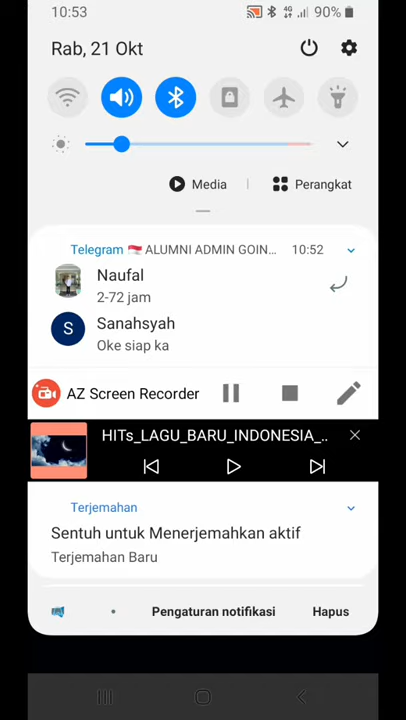 10:53
4G
90%
Rab, 21 Okt
Media
Perangkat
Telegram 🇮🇩 ALUMNI ADMIN GOIN... 10:52
Naufal
2-72 jam
S
Sanahsyah
Oke siap ka
AZ Screen Recorder
HITs_LAGU_BARU_INDONESIA_..
Terjemahan
Sentuh untuk Menerjemahkan aktif
Terjemahan Baru
Pengaturan notifikasi
Hapus